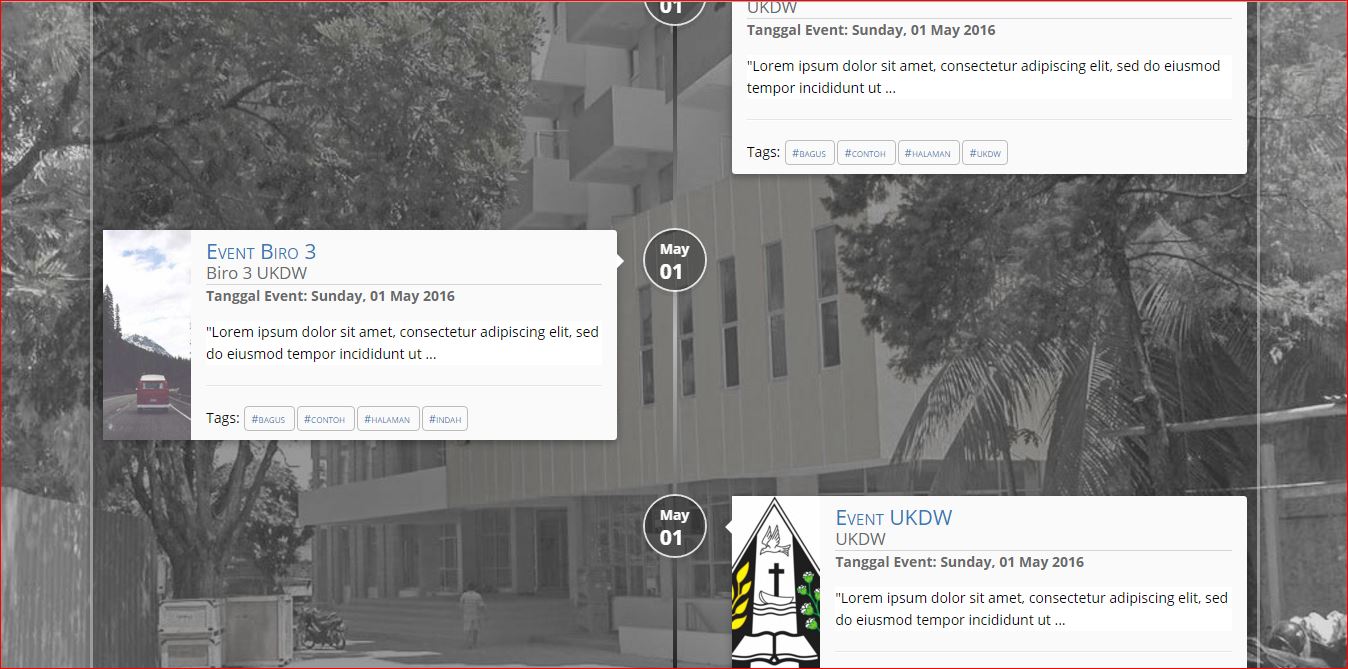 01
UKDW
Tanggal Event: Sunday, 01 May 2016
"Lorem ipsum dolor sit amet, consectetur adipiscing elit, sed do eiusmod
tempor incididunt ut ...
Tags: #BAGUS #CONTOH #HALAMAN #UKDW
Event Biro 3
Biro 3 UKDW
Tanggal Event: Sunday, 01 May 2016
"Lorem ipsum dolor sit amet, consectetur adipiscing elit, sed
do eiusmod tempor incididunt ut ...
Tags: #BAGUS #CONTOH #HALAMAN #INDAH
May
01
May
01
Event UKDW
UKDW
Tanggal Event: Sunday, 01 May 2016
"Lorem ipsum dolor sit amet, consectetur adipiscing elit, sed
do eiusmod tempor incididunt ut ...